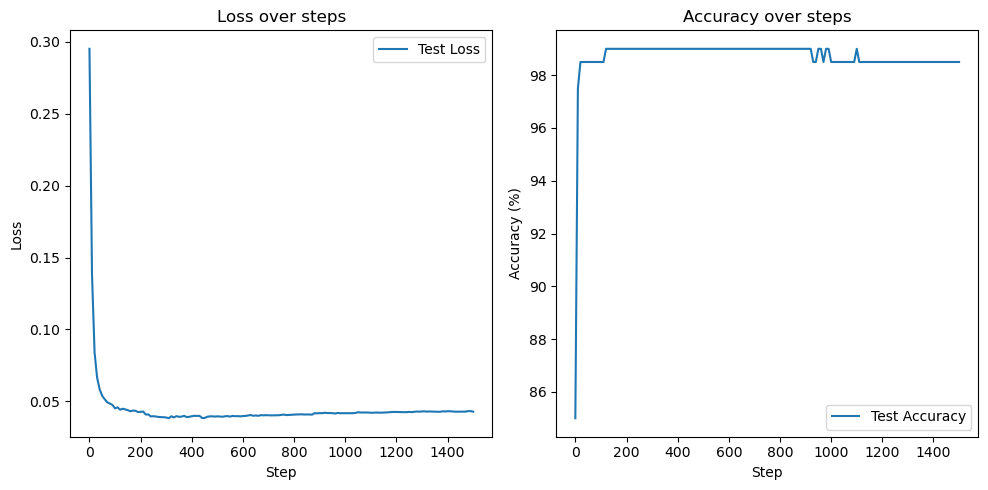 Loss over steps
0.30
0.25
0.20
0.15
0.10
0.05
Loss
0 200 400 600 800 1000 1200 1400
Step
Test Loss
Accuracy over steps
98
96
94
92
90
88
86
Accuracy (%)
0 200 400 600 800 1000 1200 1400
Step
Test Accuracy